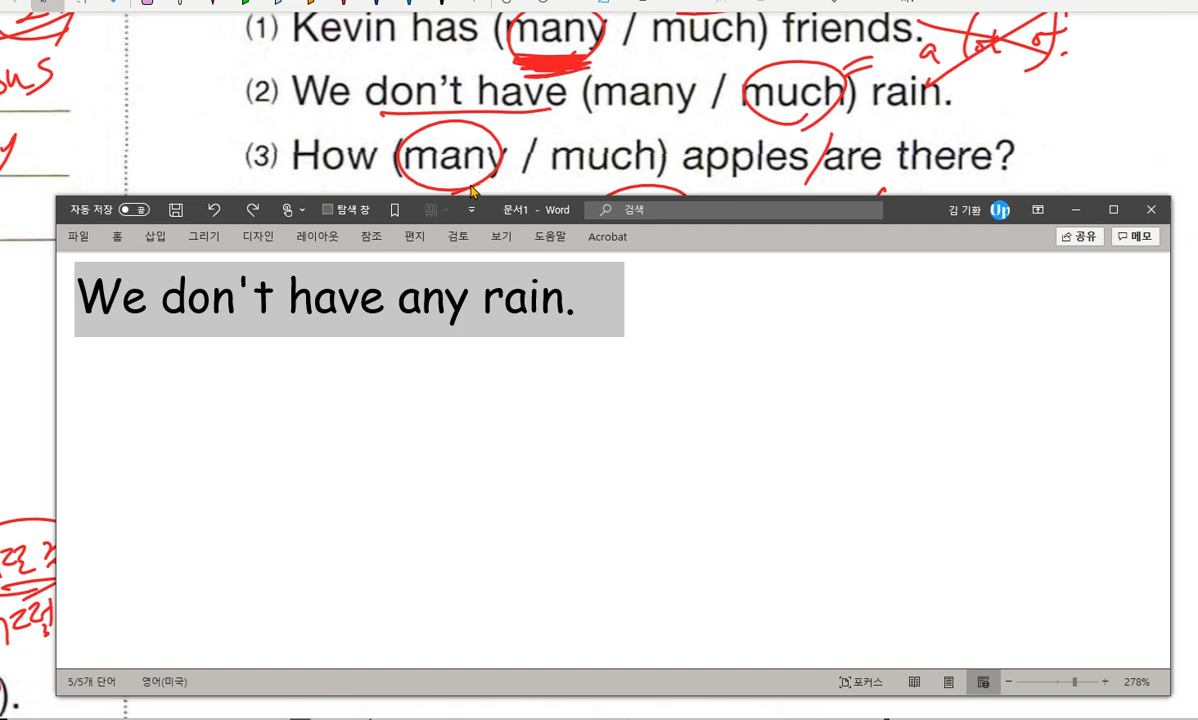 (1) Kevin has (many / much) friends.
a
(2) We don't have (many / much) rain.
(3) How (many / much) apples / are there?
자동 저장 끔 탐색 창 문서1 - Word 검색 김 기환 Up
파일 홈 삽입 그리기 디자인 레이아웃 참조 편지 검토 보기 도움말 Acrobat 공유 메모
We don't have any rain.
5/5개 단어 영어(미국) 포커스 278%
).